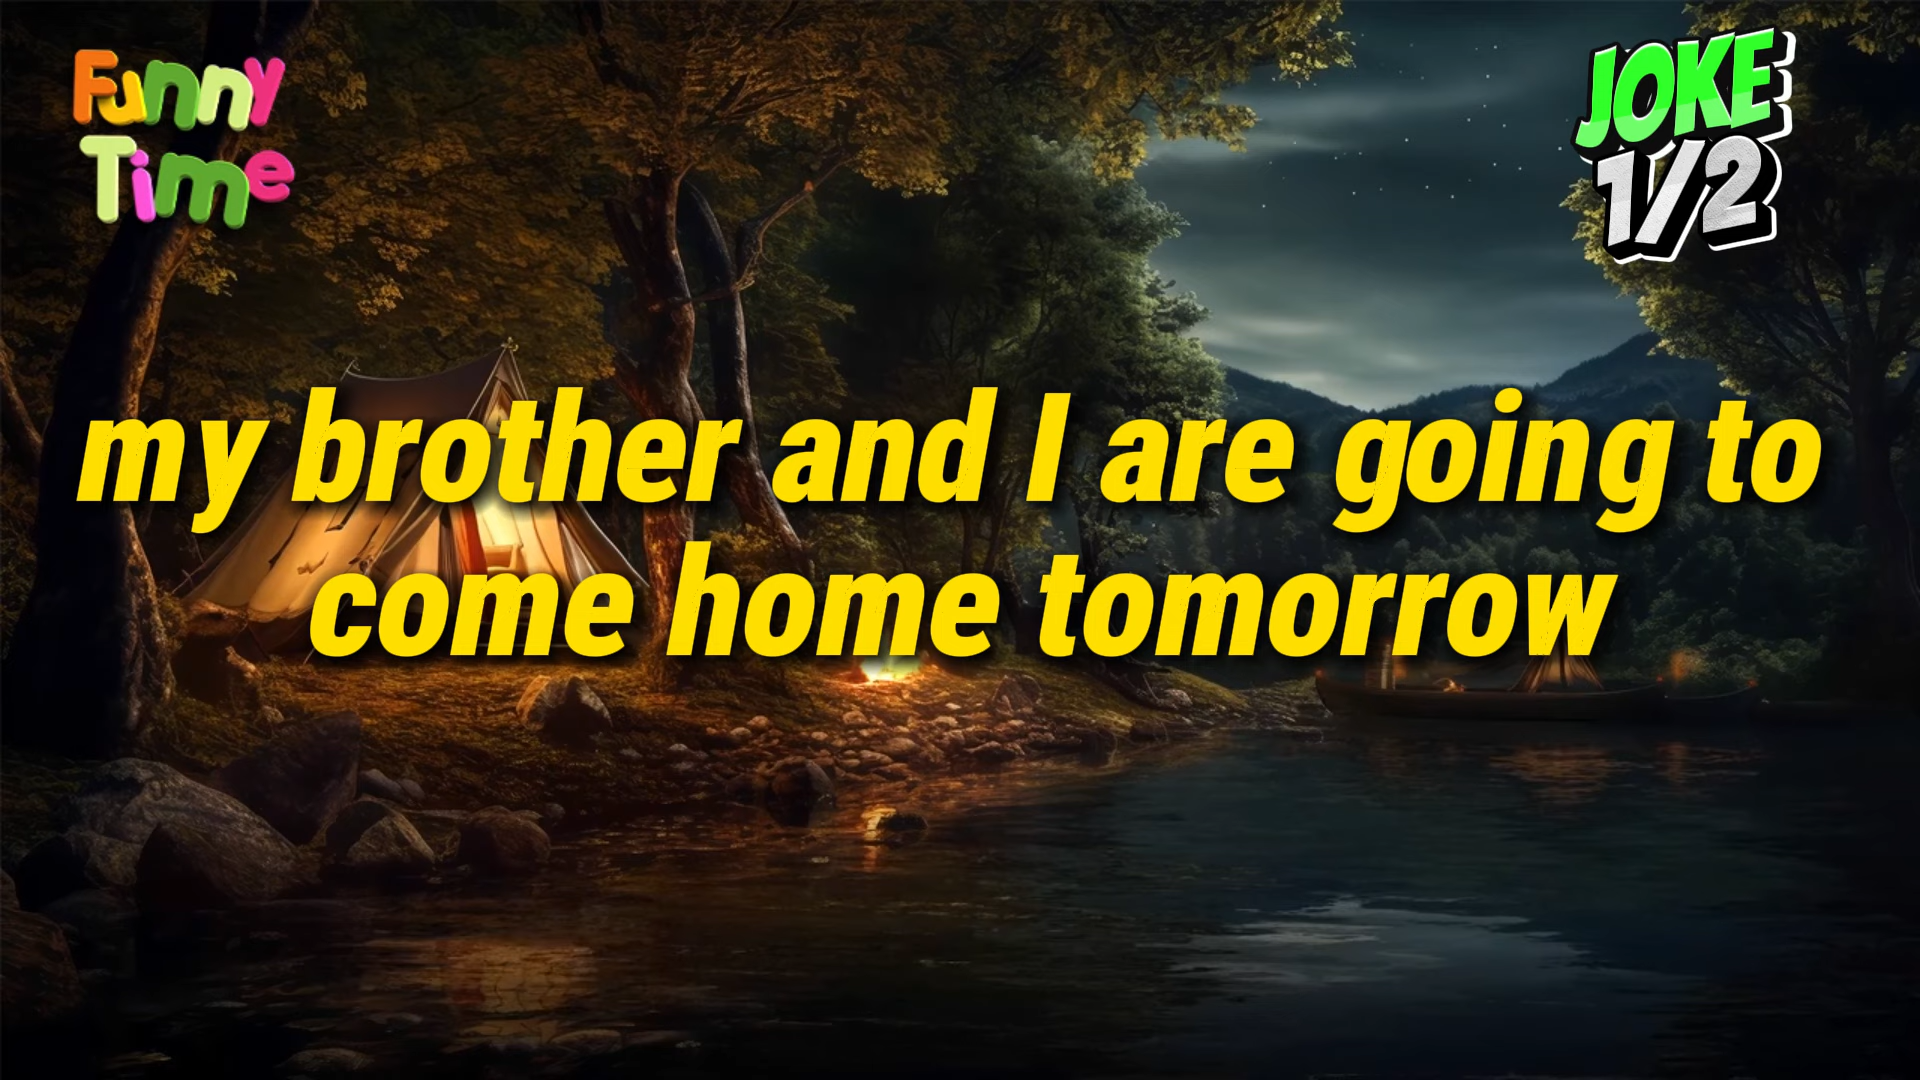 Funny
Time
JOKE
1/2
my brother and I are going to
come home tomorrow